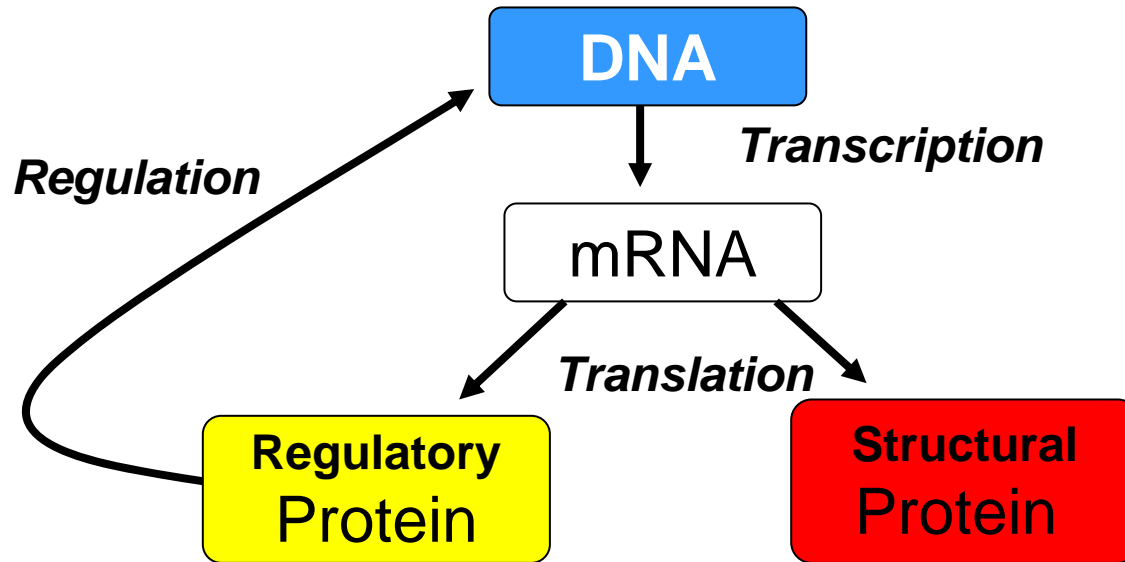 DNA
Transcription
Regulation
mRNA
Translation
Regulatory
Protein
Structural
Protein